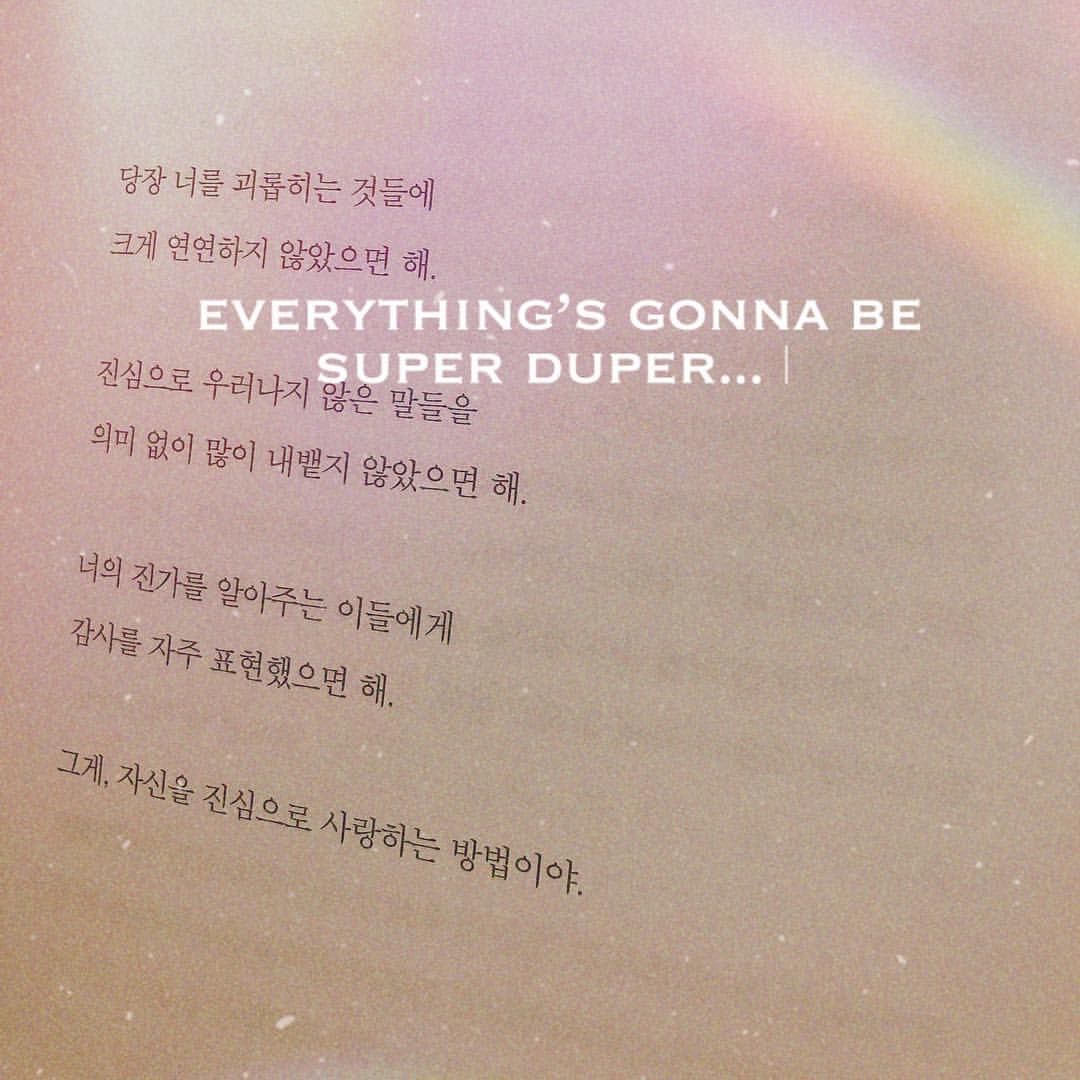 당장 너를 괴롭히는 것들에
크게 연연하지 않았으면 해.
EVERYTHING'S GONNA BE
SUPER DUPER...
진심으로 우러나지 않은 말들을
의미 없이 많이 내뱉지 않았으면 해.
너의 진가를 알아주는 이들에게
감사를 자주 표현했으면 해.
그게, 자신을 진심으로 사랑하는 방법이야.